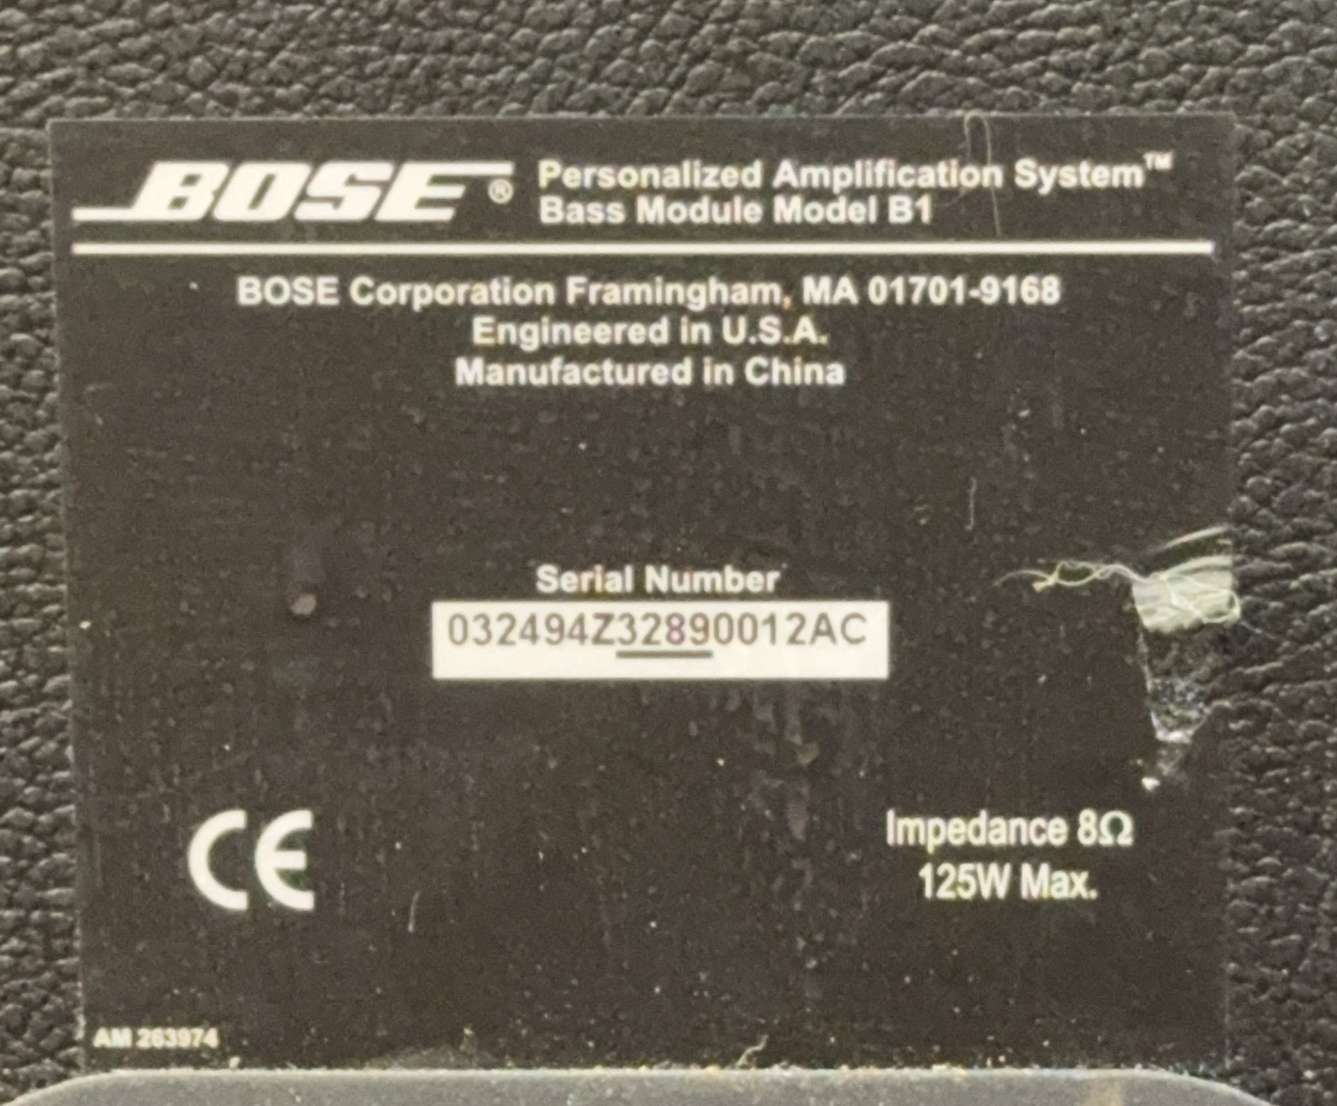 BOSE® Personalized Amplification System™
Bass Module Model B1
BOSE Corporation Framingham, MA 01701-9168
Engineered in U.S.A.
Manufactured in China
Serial Number
032494Z32890012AC
CE
Impedance 8Ω
125W Max.
AM 263974